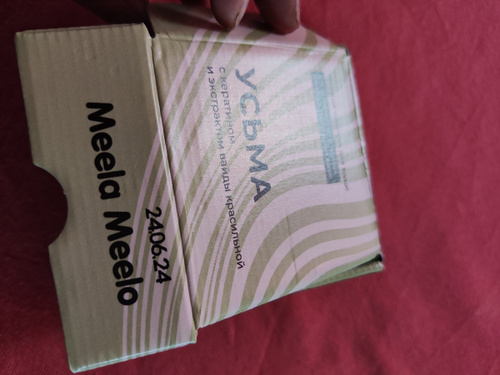 УСЬМА
с кератином
и экстрактом вайды красильной
24.06.24
Meela Meelo